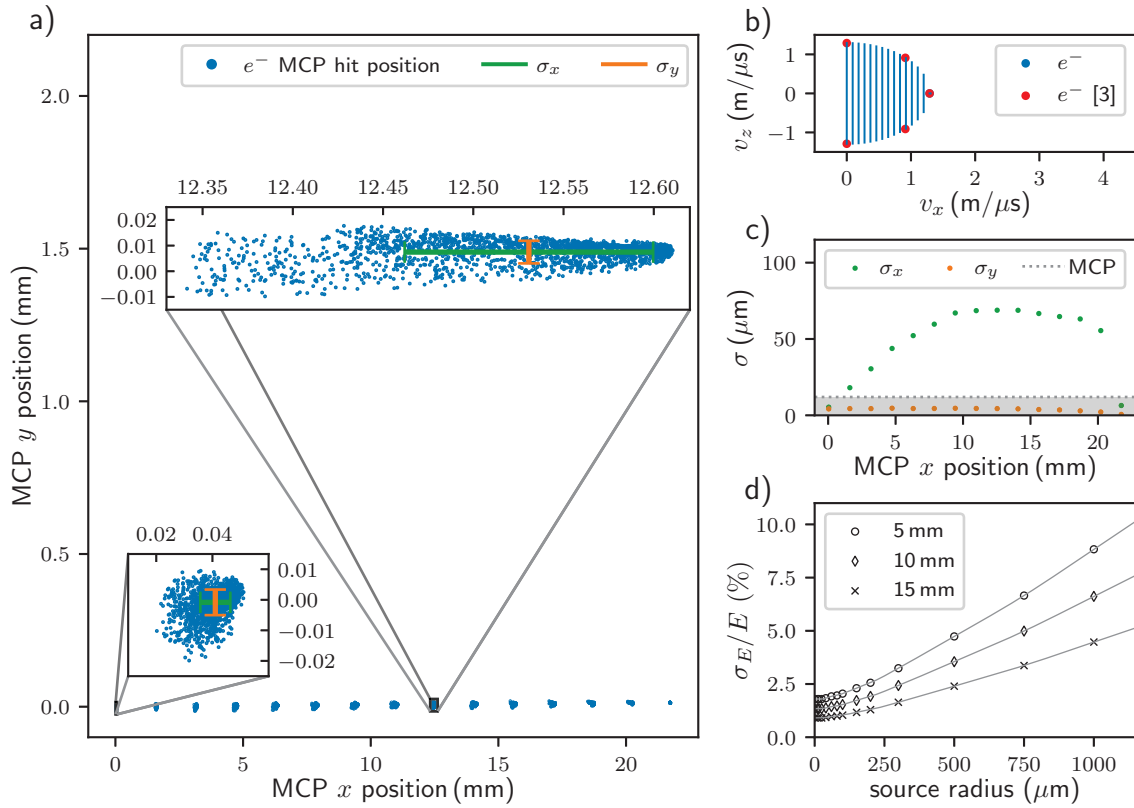 a)
e⁻ MCP hit position
σx
σy
2.0
1.5
1.0
0.5
0.0
MCP y position (mm)
12.35 12.40 12.45 12.50 12.55 12.60
0.02
0.01
0.00
−0.01
0.02 0.04
0.01
0.00
−0.01
−0.02
0 5 10 15 20
MCP x position (mm)
b)
1
0
−1
vz (m/μs)
e⁻
e⁻ [3]
0 1 2 3 4
vx (m/μs)
c)
σx σy MCP
100
50
0
σ (μm)
0 5 10 15 20
MCP x position (mm)
d)
5 mm
10 mm
15 mm
10.0
7.5
5.0
2.5
0.0
σE/E (%)
0 250 500 750 1000
source radius (μm)